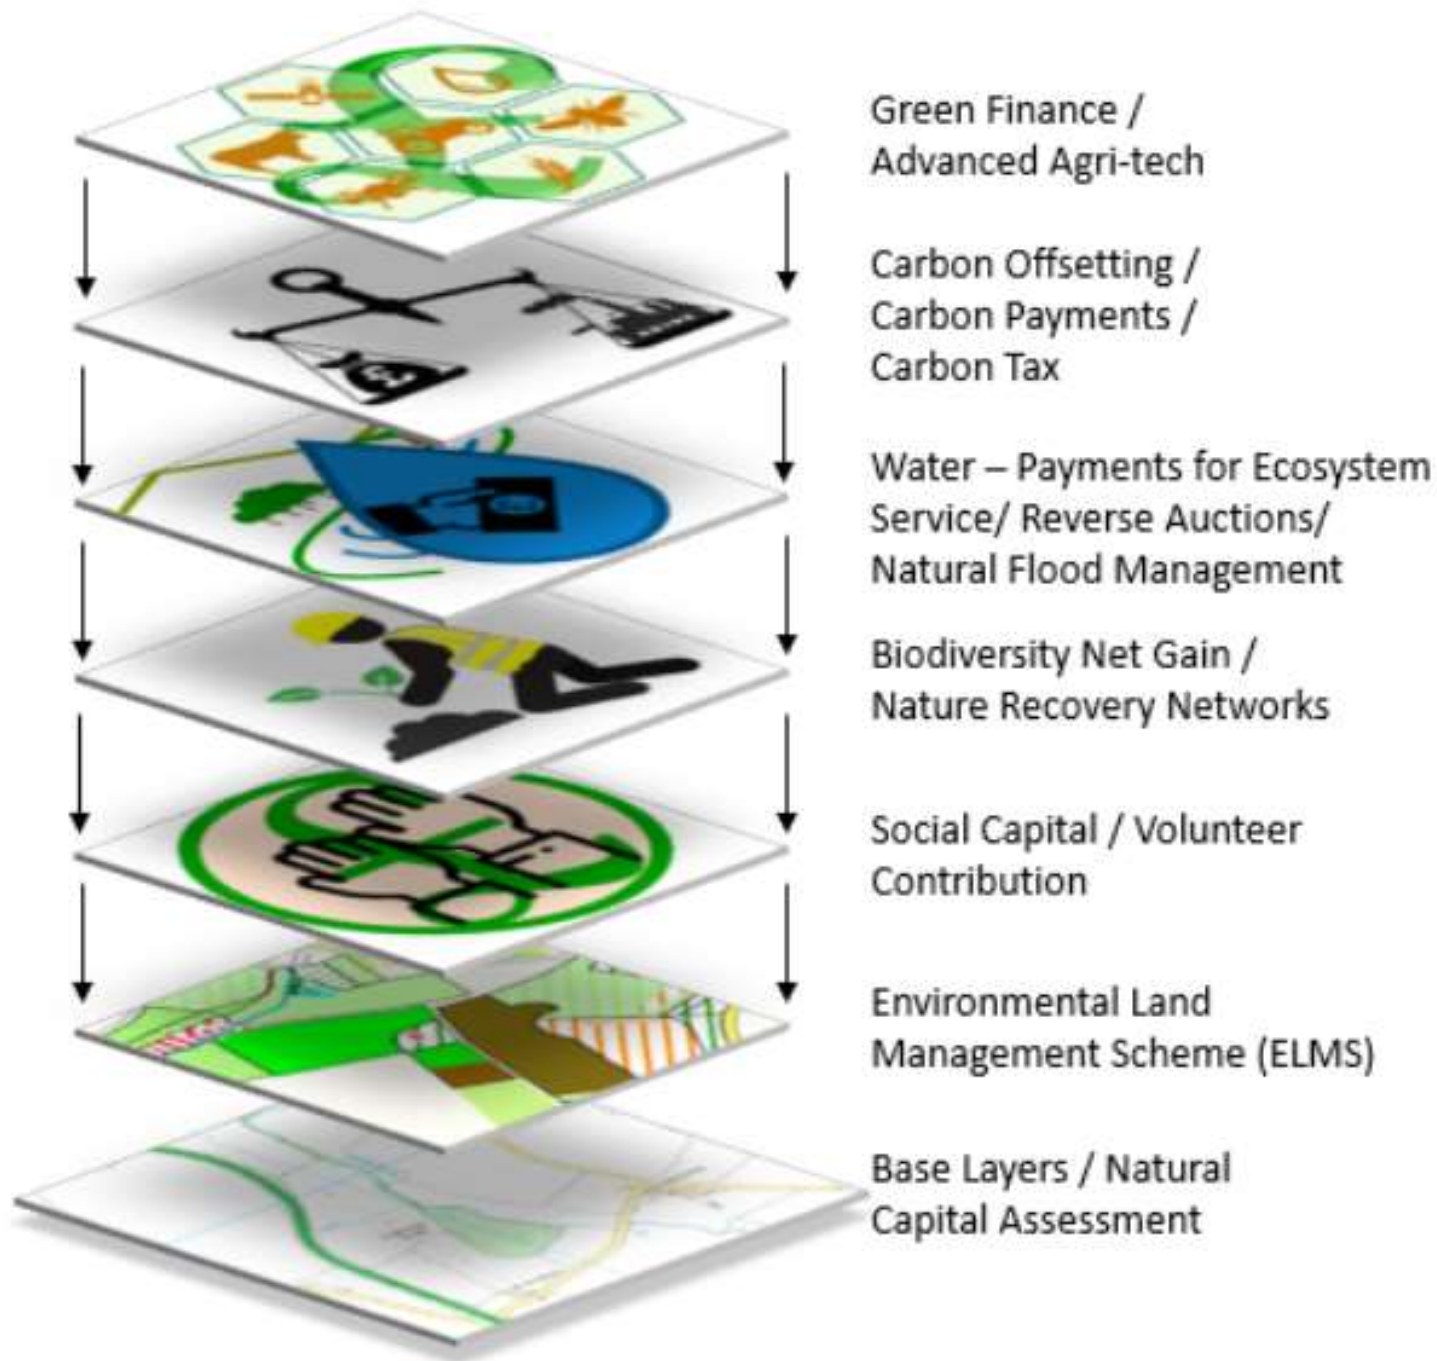 Green Finance /
Advanced Agri-tech
Carbon Offsetting /
Carbon Payments /
Carbon Tax
Water – Payments for Ecosystem
Service/ Reverse Auctions/
Natural Flood Management
Biodiversity Net Gain /
Nature Recovery Networks
Social Capital / Volunteer
Contribution
Environmental Land
Management Scheme (ELMS)
Base Layers / Natural
Capital Assessment